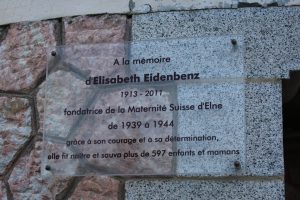 A la mémoire
d'Elisabeth Eidenbenz
1913 - 2011
fondatrice de la Maternité Suisse d'Elne
de 1939 à 1944
grâce à son courage et à sa détermination,
elle fit naître et sauva plus de 597 enfants et mamans